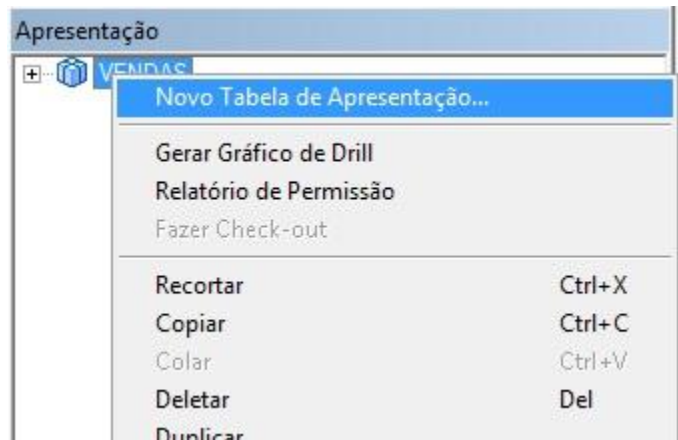 Apresentação
VENDAS
Novo Tabela de Apresentação...
Gerar Gráfico de Drill
Relatório de Permissão
Fazer Check-out
Recortar Ctrl+X
Copiar Ctrl+C
Colar Ctrl+V
Deletar Del
Duplicar